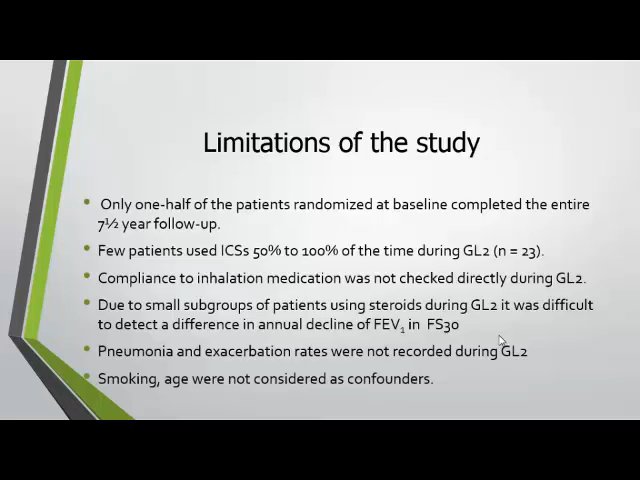 Limitations of the study
• Only one-half of the patients randomized at baseline completed the entire
7½ year follow-up.
• Few patients used ICSs 50% to 100% of the time during GL2 (n = 23).
• Compliance to inhalation medication was not checked directly during GL2.
• Due to small subgroups of patients using steroids during GL2 it was difficult
to detect a difference in annual decline of FEV₁ in FS30
• Pneumonia and exacerbation rates were not recorded during GL2
• Smoking, age were not considered as confounders.